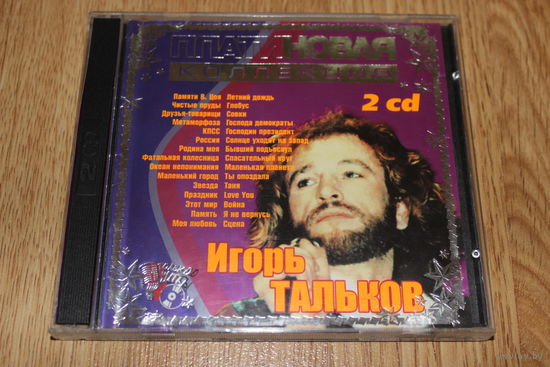 ПЛАТИНОВАЯ
КОЛЛЕКЦИЯ
2 cd
Памяти В. Цоя Летний дождь
Чистые пруды Глобус
Друзья-товарищи Совки
Метаморфоза Господа демократы
КПСС Господин президент
Россия Солнце уходит на запад
Родина моя Бывший подъесаул
Фатальная колесница Спасательный круг
Океан непонимания Маленькая планета
Маленький город Ты опоздала
Звезда Таня
Праздник Love You
Этот мир Война
Память Я не вернусь
Моя любовь Сцена
Игорь
ТАЛЬКОВ